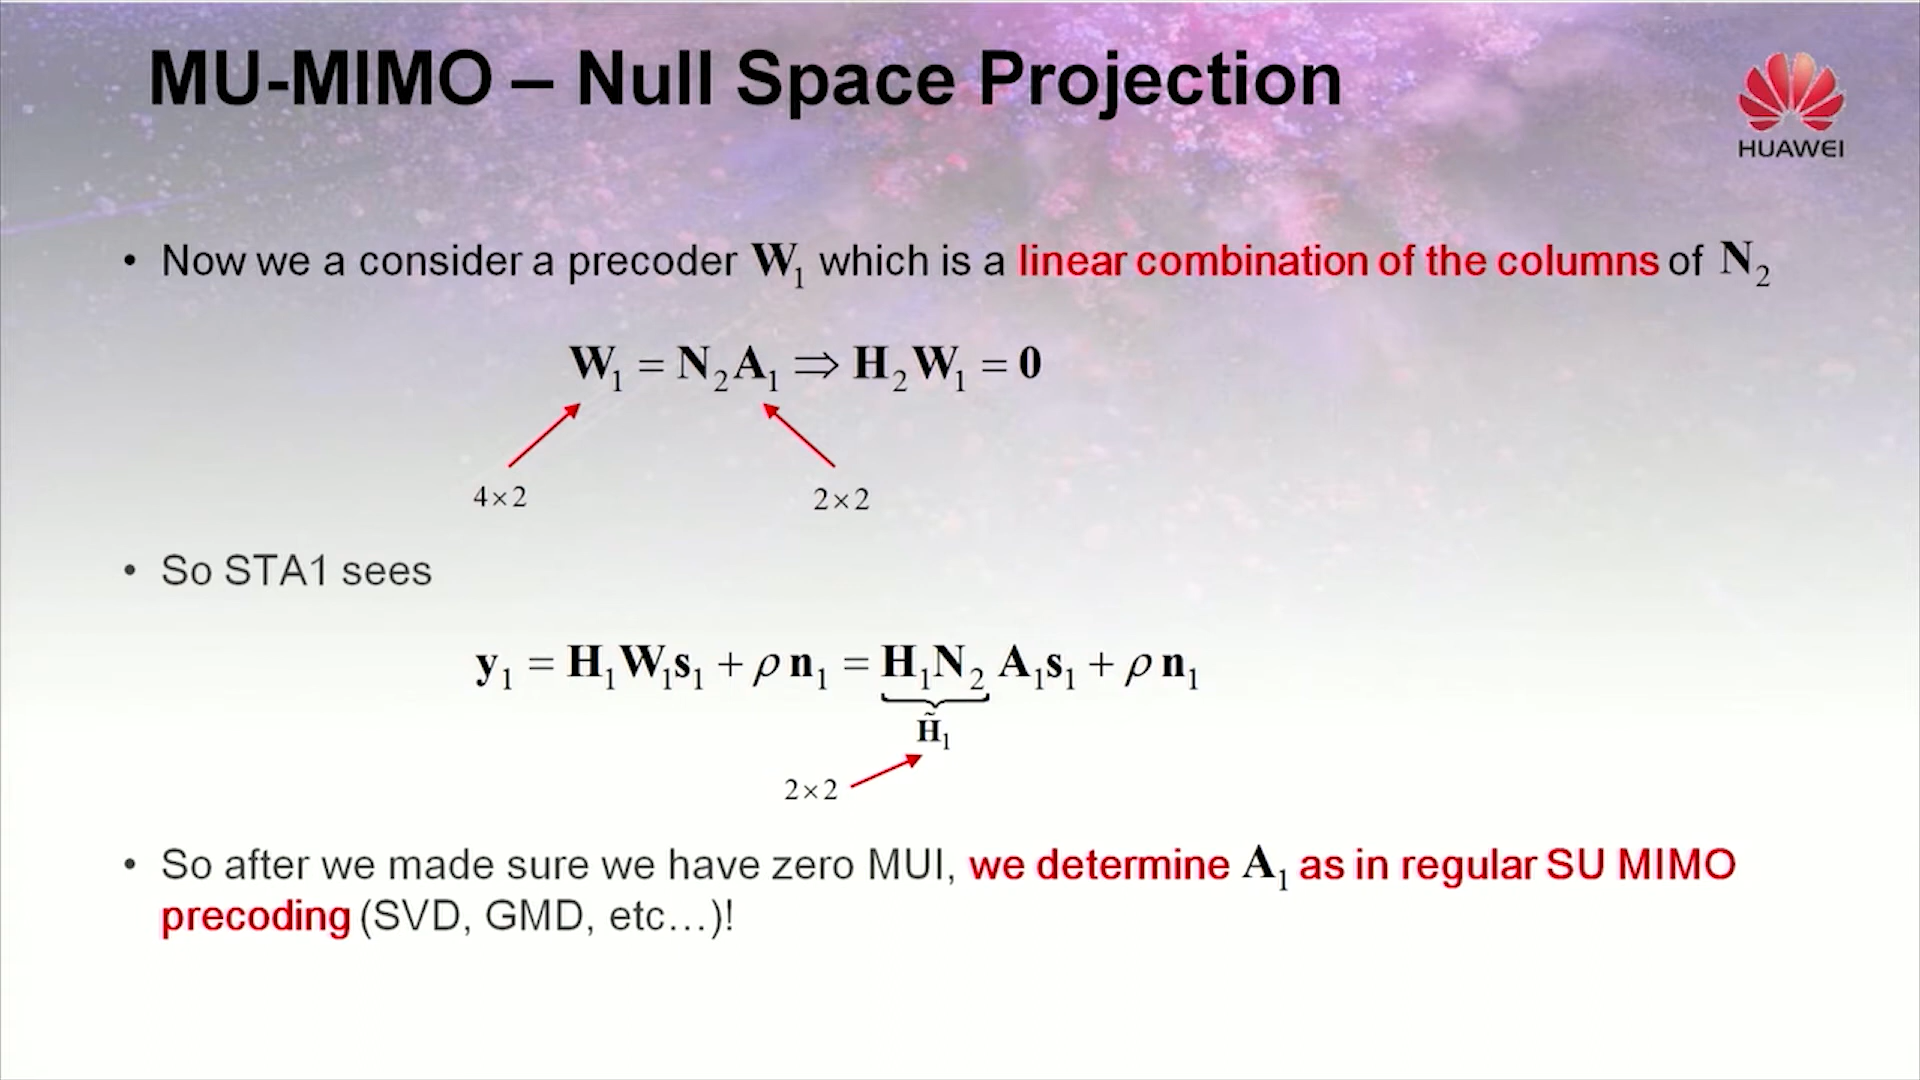 MU-MIMO – Null Space Projection
HUAWEI
• Now we a consider a precoder W₁ which is a linear combination of the columns of N₂
W₁ = N₂A₁ ⇒ H₂W₁ = 0
4×2 2×2
• So STA1 sees
y₁ = H₁W₁s₁ + ρn₁ = H₁N₂ A₁s₁ + ρn₁
H̃₁
2×2
• So after we made sure we have zero MUI, we determine A₁ as in regular SU MIMO
precoding (SVD, GMD, etc…)!